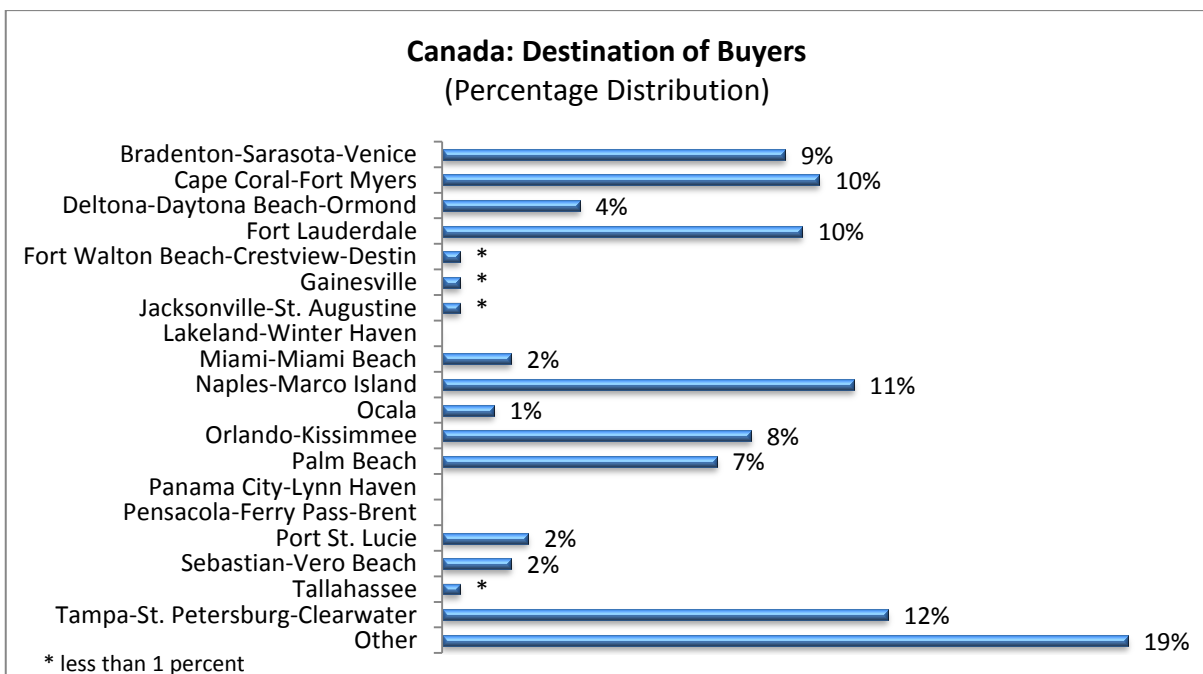 Canada: Destination of Buyers
(Percentage Distribution)
Bradenton-Sarasota-Venice 9%
Cape Coral-Fort Myers 10%
Deltona-Daytona Beach-Ormond 4%
Fort Lauderdale 10%
Fort Walton Beach-Crestview-Destin *
Gainesville *
Jacksonville-St. Augustine *
Lakeland-Winter Haven
Miami-Miami Beach 2%
Naples-Marco Island 11%
Ocala 1%
Orlando-Kissimmee 8%
Palm Beach 7%
Panama City-Lynn Haven
Pensacola-Ferry Pass-Brent
Port St. Lucie 2%
Sebastian-Vero Beach 2%
Tallahassee *
Tampa-St. Petersburg-Clearwater 12%
Other 19%
* less than 1 percent